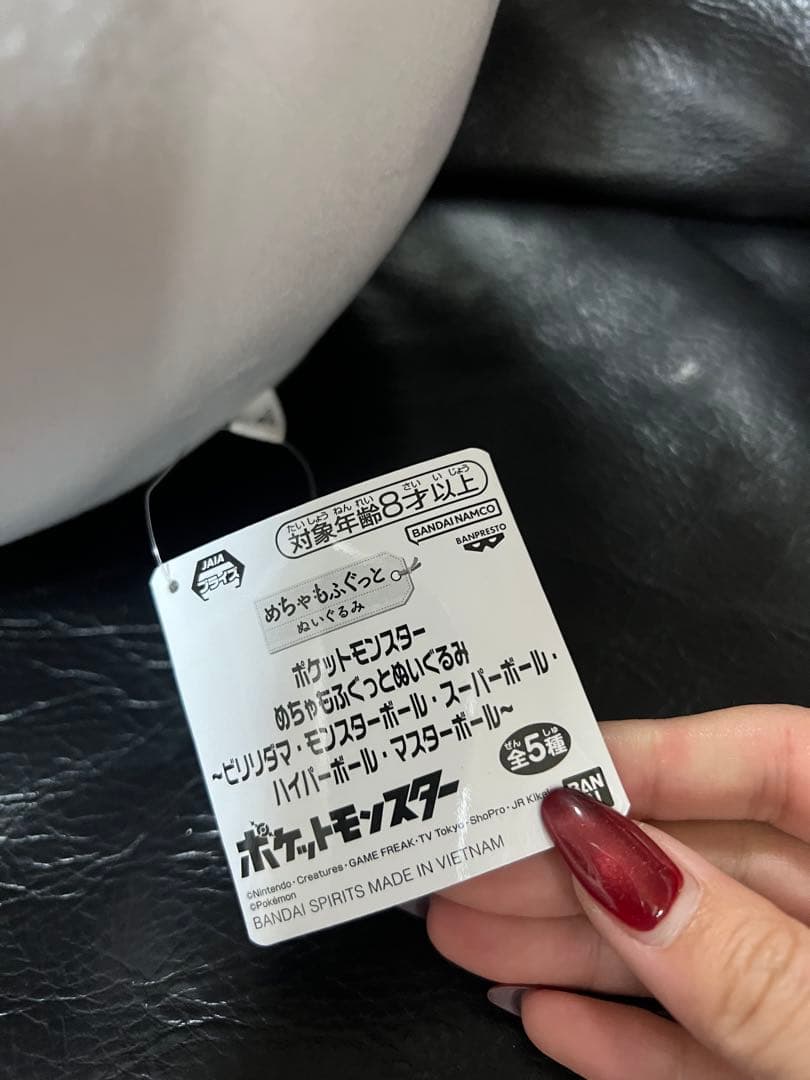 たいしょうねんれい さい い じょう
対象年齢8才以上
BANDAI NAMCO
BANPRESTO
JAIA
プライズ
めちゃもふぐっと
ぬいぐるみ
ポケットモンスター
めちゃもふぐっとぬいぐるみ
~ビリリダマ・モンスターボール・スーパーボール・
ハイパーボール・マスターボール~
ぜん しゅ
全5種
ポケットモンスター
©Nintendo・Creatures・GAME FREAK・TV Tokyo・ShoPro・JR
©Pokémon
BANDAI SPIRITS MADE IN VIETNAM